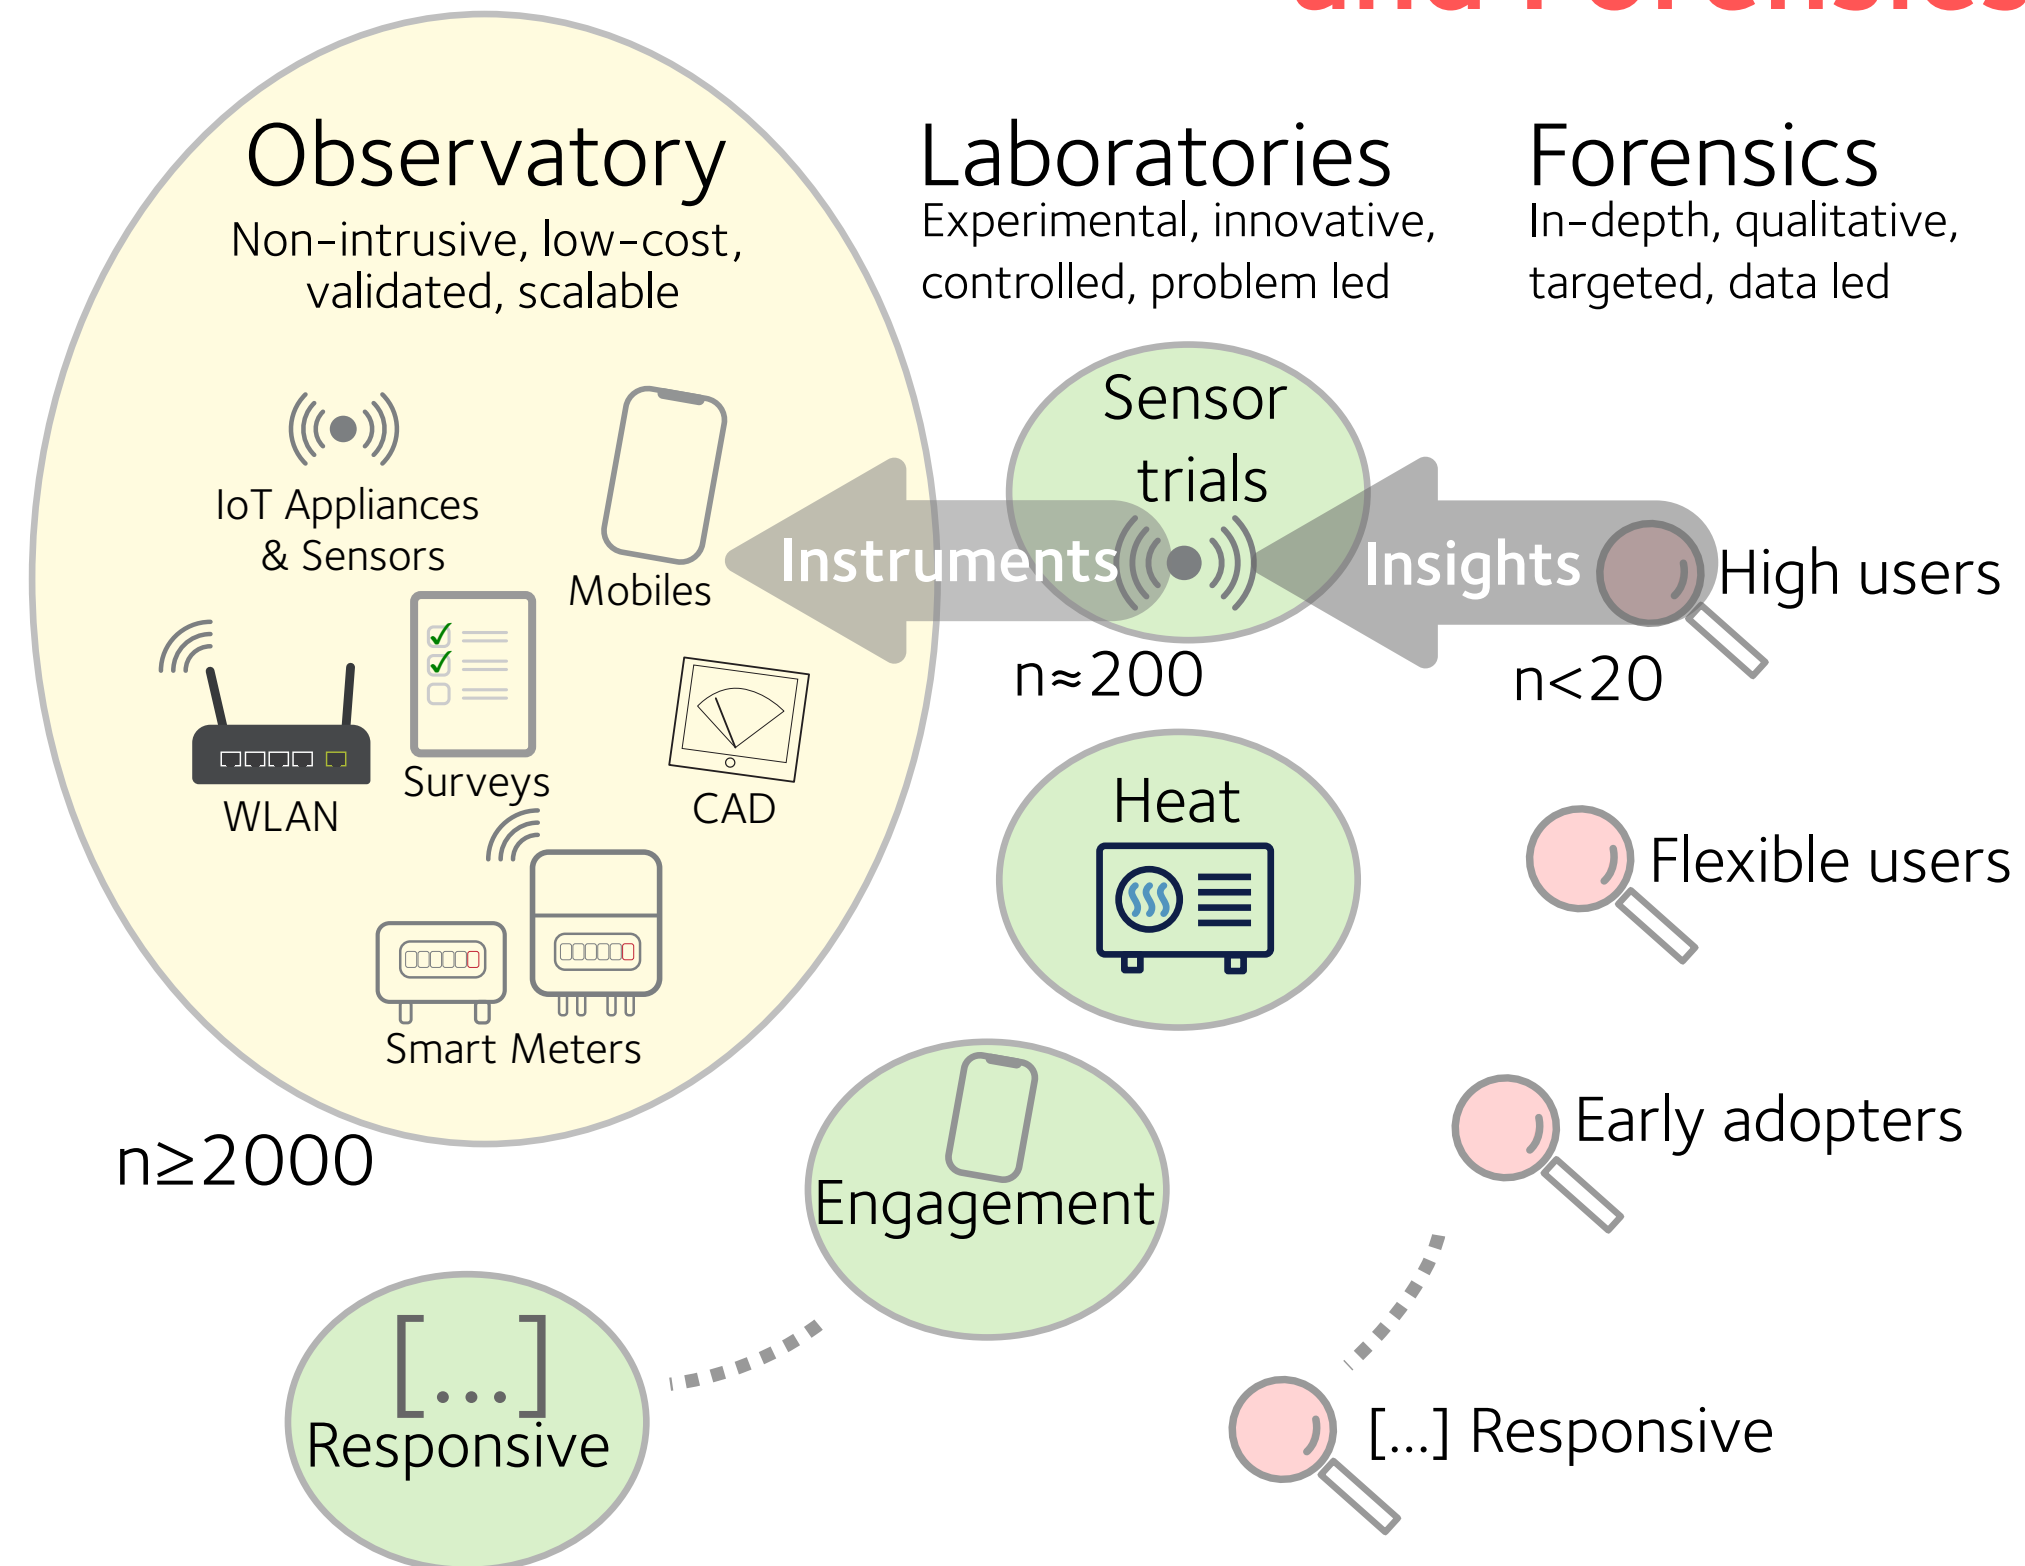 and Forensics
Observatory
Non-intrusive, low-cost,
validated, scalable
IoT Appliances
& Sensors
Mobiles
WLAN
Surveys
CAD
Smart Meters
n≥2000
Laboratories
Experimental, innovative,
controlled, problem led
Sensor
trials
Instruments
n≈200
Heat
Engagement
[...]
Responsive
Forensics
In-depth, qualitative,
targeted, data led
Insights
High users
n<20
Flexible users
Early adopters
[...] Responsive